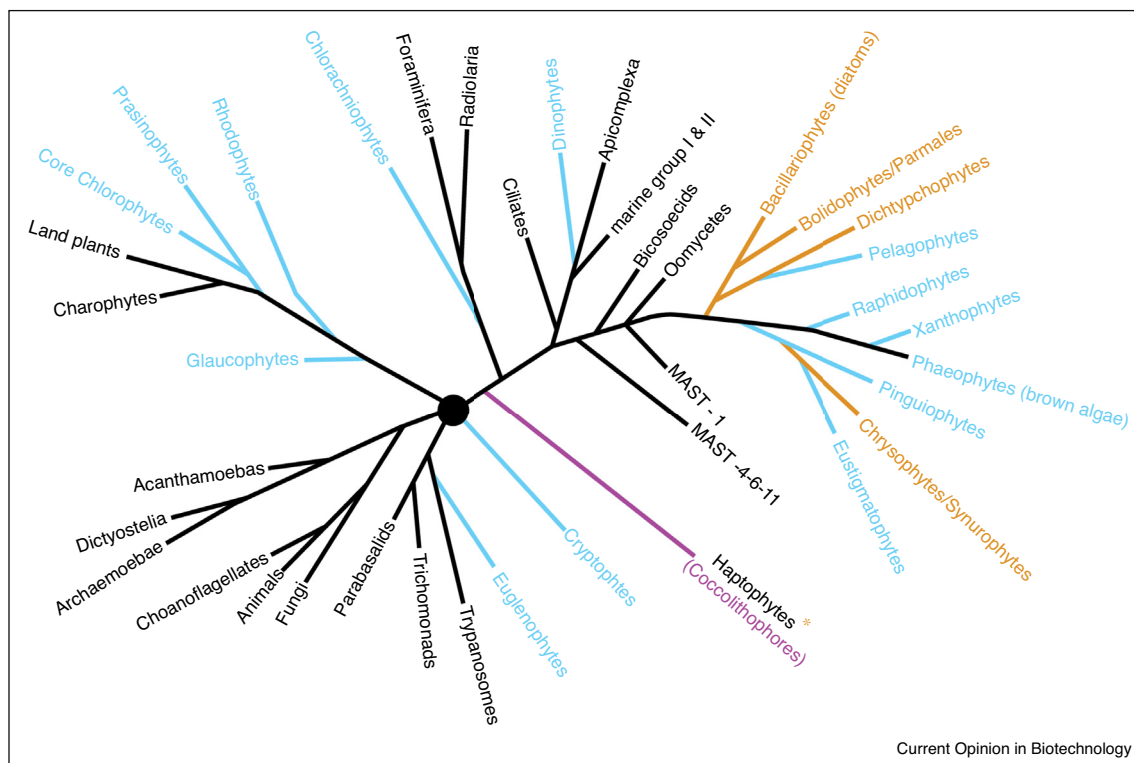 Foraminifera
Radiolaria
Chlorachniophytes
Dinophytes
Apicomplexa
marine group I & II
Bicosoecids
Oomycetes
Ciliates
Bacillariophytes (diatoms)
Bolidophytes/Parmales
Dichtypchophytes
Pelagophytes
Raphidophytes
Xanthophytes
Phaeophytes (brown algae)
Pinguiophytes
Chrysophytes/Synurophytes
Eustigmatophytes
MAST - 1
MAST -4-6-11
Haptophytes *
(Coccolithophores)
Cryptophtes
Euglenophytes
Trypanosomes
Trichomonads
Parabasalids
Fungi
Animals
Choanoflagellates
Archaemoebae
Dictyostelia
Acanthamoebas
Glaucophytes
Charophytes
Land plants
Core Chlorophytes
Prasinophytes
Rhodophytes
Current Opinion in Biotechnology